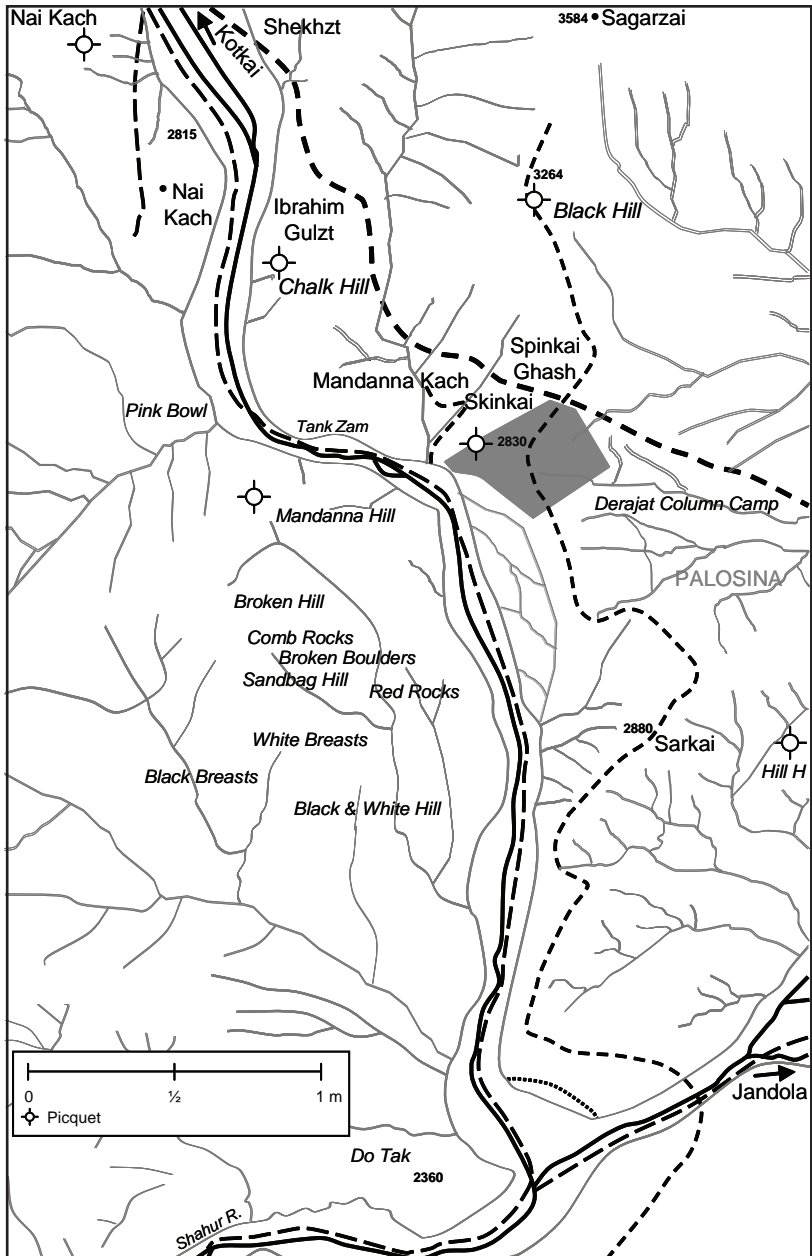 Nai Kach
Kotkai
Shekhzt
3584 Sagarzai
2815
Nai
Kach
3264
Black Hill
Ibrahim
Gulzt
Chalk Hill
Spinkai
Ghash
Mandanna Kach
Skinkai
Pink Bowl
Tank Zam
2830
Mandanna Hill
Derajat Column Camp
PALOSINA
Broken Hill
Comb Rocks
Broken Boulders
Sandbag Hill
Red Rocks
White Breasts
2880
Sarkai
Black Breasts
Hill H
Black & White Hill
0 ½ 1 m
Picquet
Jandola
Do Tak
2360
Shahur R.